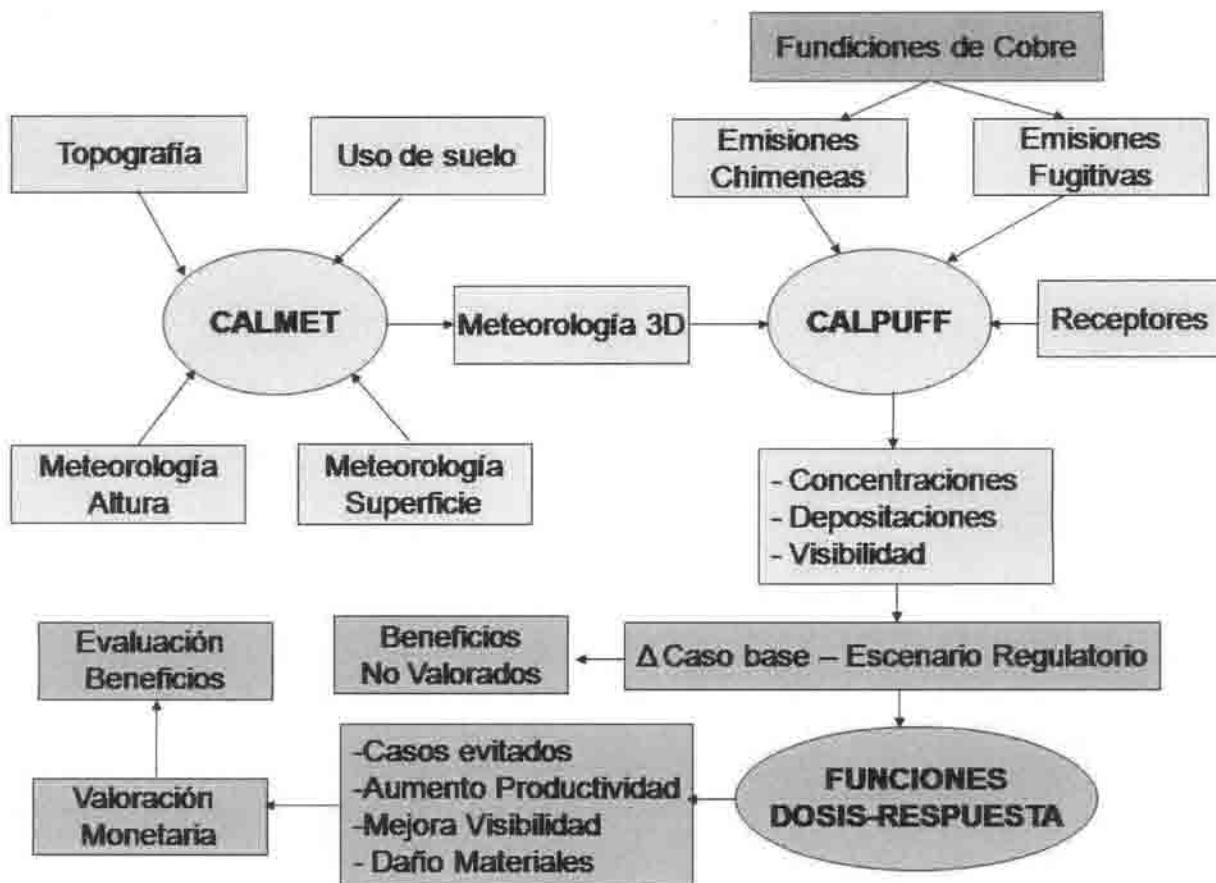 Fundiciones de Cobre
Topografía
Uso de suelo
Emisiones
Chimeneas
Emisiones
Fugitivas
CALMET
Meteorología 3D
CALPUFF
Receptores
Meteorología
Altura
Meteorología
Superficie
- Concentraciones
- Depositaciones
- Visibilidad
Evaluación
Beneficios
Beneficios
No Valorados
Δ Caso base – Escenario Regulatorio
Valoración
Monetaria
-Casos evitados
-Aumento Productividad
-Mejora Visibilidad
- Daño Materiales
FUNCIONES
DOSIS-RESPUESTA